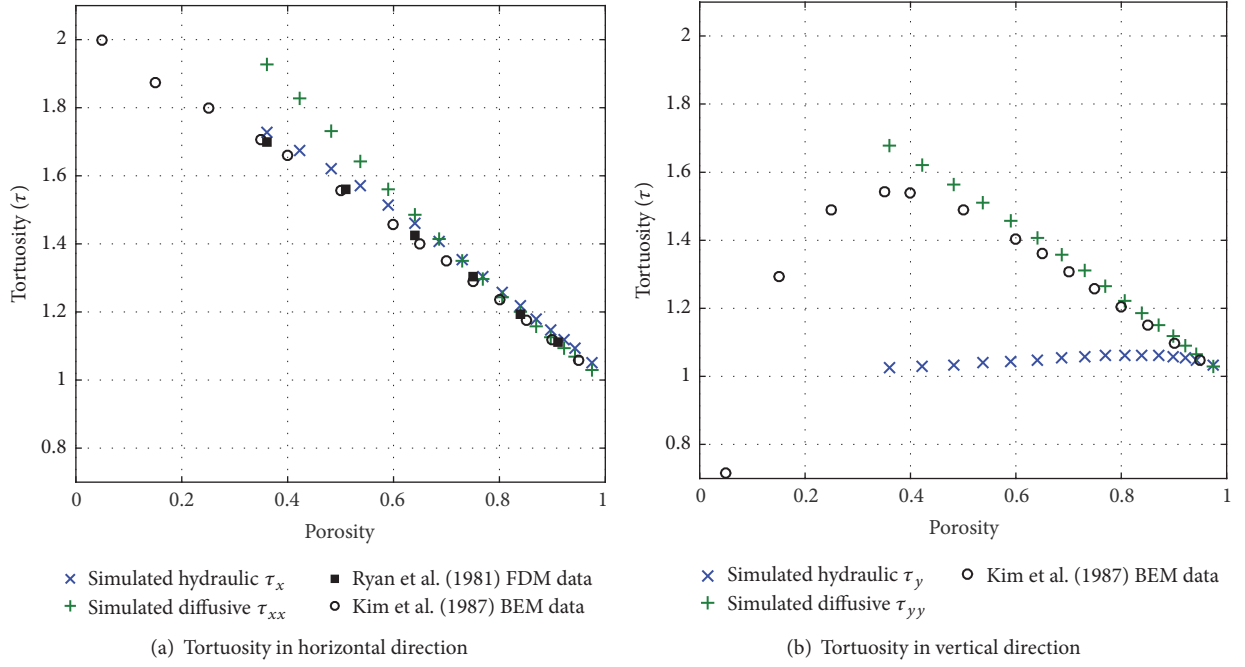 2
1.8
1.6
1.4
1.2
1
0.8
Tortuosity (τ)
0 0.2 0.4 0.6 0.8 1
Porosity
Simulated hydraulic τx
Simulated diffusive τxx
Ryan et al. (1981) FDM data
Kim et al. (1987) BEM data
(a) Tortuosity in horizontal direction
2
1.8
1.6
1.4
1.2
1
0.8
Tortuosity (τ)
0 0.2 0.4 0.6 0.8 1
Porosity
Simulated hydraulic τy
Simulated diffusive τyy
Kim et al. (1987) BEM data
(b) Tortuosity in vertical direction